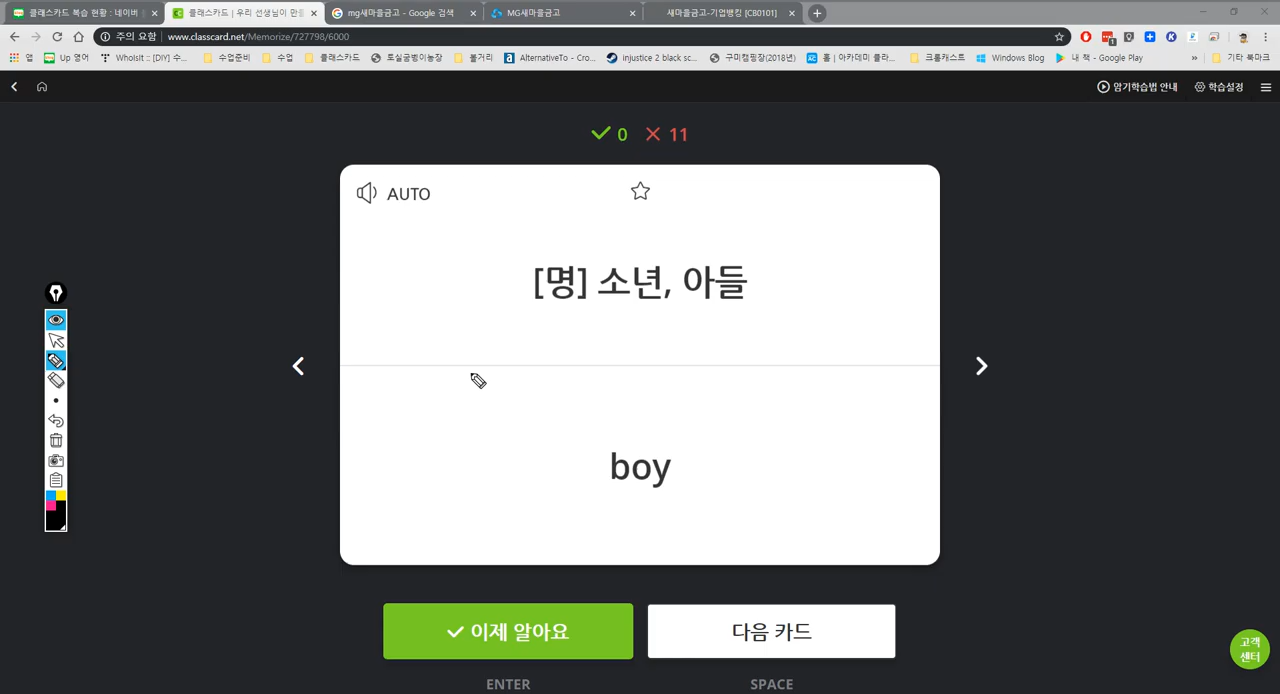 클래스카드 복습 현황 : 네이버
클래스카드 | 우리 선생님이 만든
mg새마을금고 - Google 검색
MG새마을금고
새마을금고-기업뱅킹 [CB0101]
주의 요함
www.classcard.net/Memorize/727798/6000
앱
Up 영어
WhoIsIt :: [DIY] 수...
수업준비
수업
클래스카드
토실굼벵이농장
볼거리
AlternativeTo - Cro...
injustice 2 black sc...
구미캠핑장(2018년)
홈 | 아카데미 클라...
크롬캐스트
Windows Blog
내 책 - Google Play
»
기타 북마크
암기학습법 안내
학습설정
0
11
AUTO
[명] 소년, 아들
boy
이제 알아요
다음 카드
ENTER
SPACE
고객
센터